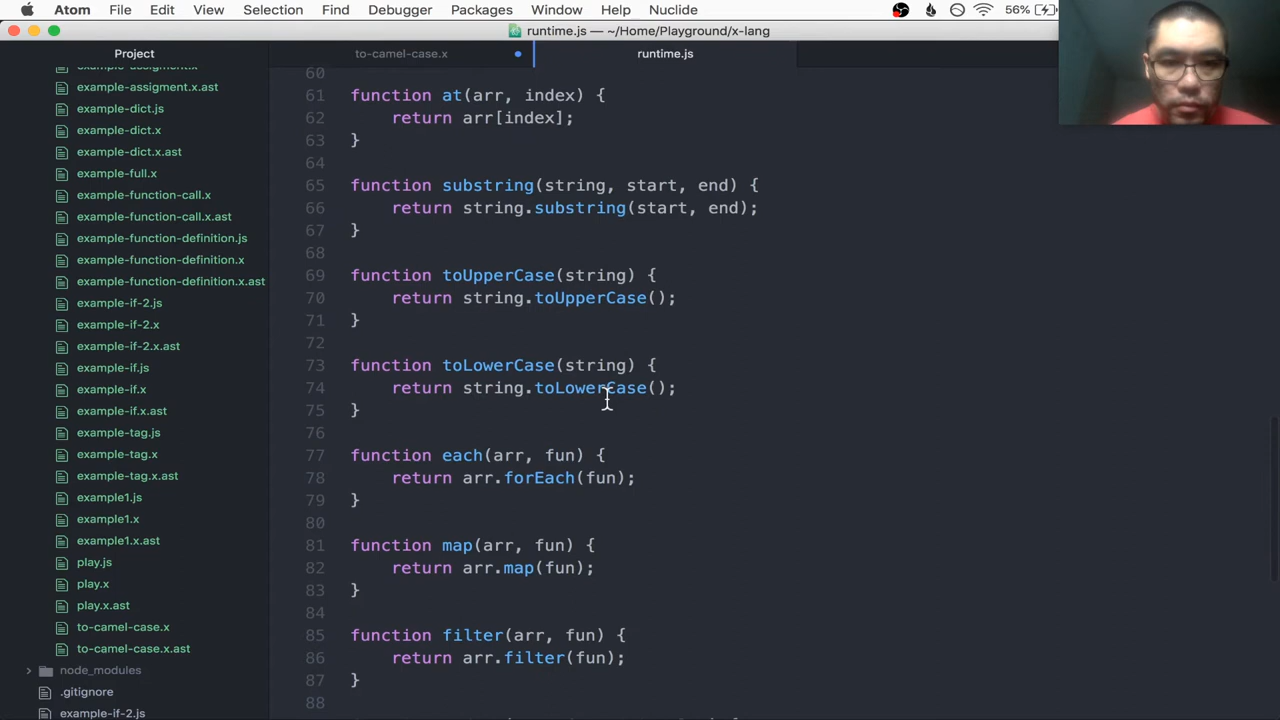 Atom File Edit View Selection Find Debugger Packages Window Help Nuclide 56%
runtime.js — ~/Home/Playground/x-lang
Project
to-camel-case.x
runtime.js
example-assigment.x
example-assigment.x.ast
example-dict.js
example-dict.x
example-dict.x.ast
example-full.x
example-function-call.x
example-function-call.x.ast
example-function-definition.js
example-function-definition.x
example-function-definition.x.ast
example-if-2.js
example-if-2.x
example-if-2.x.ast
example-if.js
example-if.x
example-if.x.ast
example-tag.js
example-tag.x
example-tag.x.ast
example1.js
example1.x
example1.x.ast
play.js
play.x
play.x.ast
to-camel-case.x
to-camel-case.x.ast
node_modules
.gitignore
example-if-2.js
60
61 function at(arr, index) {
62 return arr[index];
63 }
64
65 function substring(string, start, end) {
66 return string.substring(start, end);
67 }
68
69 function toUpperCase(string) {
70 return string.toUpperCase();
71 }
72
73 function toLowerCase(string) {
74 return string.toLowerCase();
75 }
76
77 function each(arr, fun) {
78 return arr.forEach(fun);
79 }
80
81 function map(arr, fun) {
82 return arr.map(fun);
83 }
84
85 function filter(arr, fun) {
86 return arr.filter(fun);
87 }
88